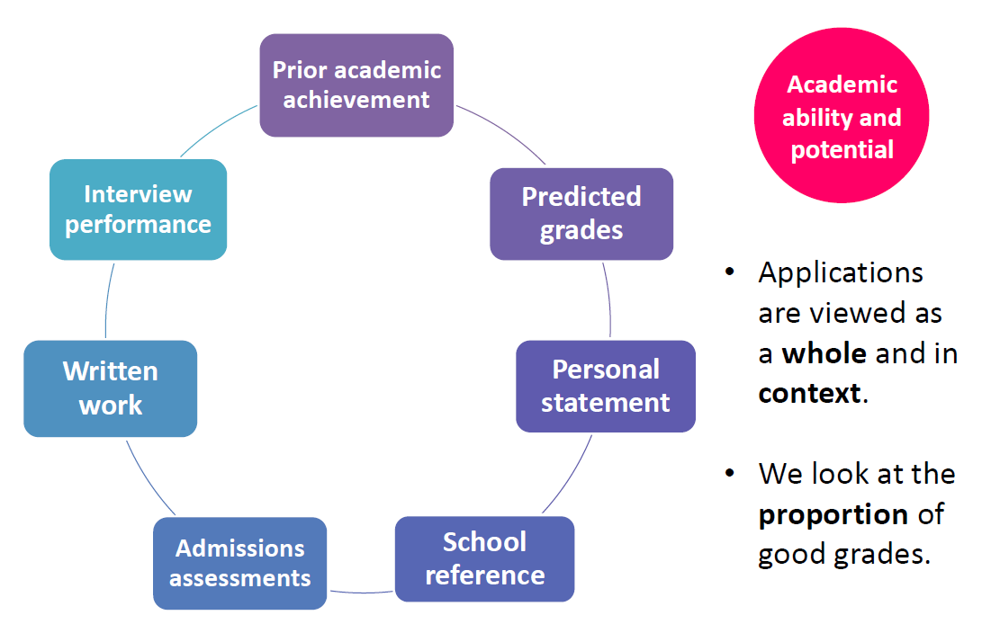 Prior academic
achievement
Predicted
grades
Personal
statement
School
reference
Admissions
assessments
Written
work
Interview
performance
Academic
ability and
potential
• Applications
are viewed as
a whole and in
context.
• We look at the
proportion of
good grades.